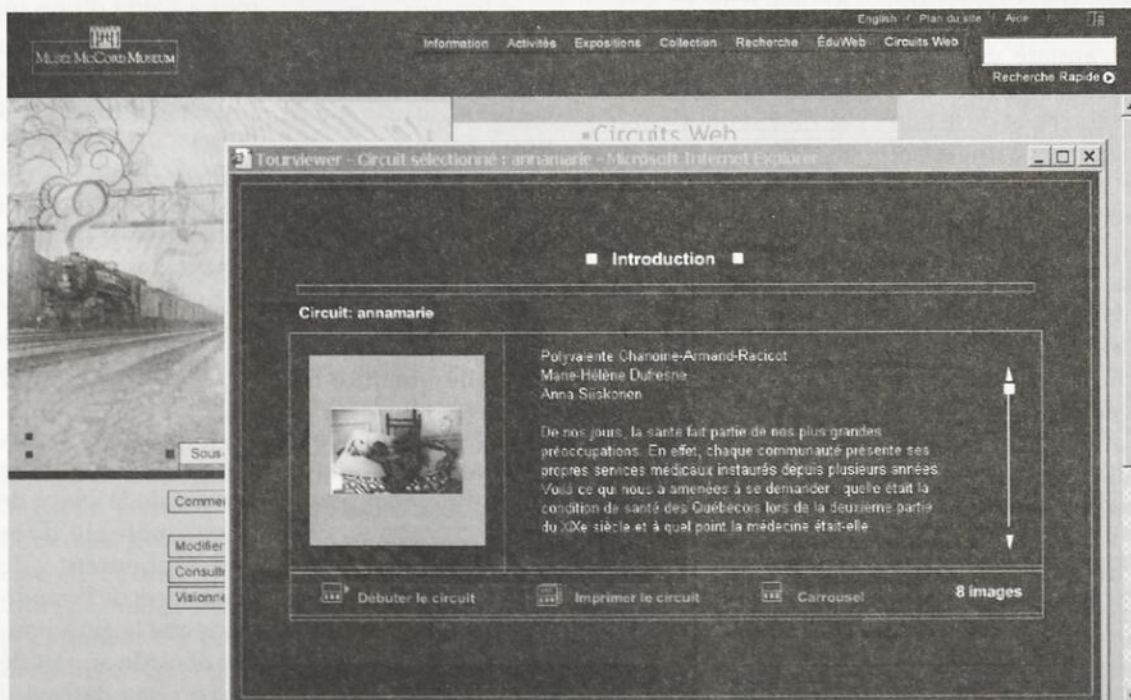 English / Plan du site / Aide
MUSÉE MCCORD MUSEUM
Information Activités Expositions Collection Recherche ÉduWeb Circuits Web
Recherche Rapide
Circuits Web
Tourviewer - Circuit sélectionné : annamarie - Microsoft Internet Explorer
Introduction
Circuit: annamarie
Polyvalente Chanoine-Armand-Racicot
Marie-Hélène Dufresne
Anna Siiskonen
De nos jours, la santé fait partie de nos plus grandes
préoccupations. En effet, chaque communauté présente ses
propres services médicaux instaurés depuis plusieurs années.
Voilà ce qui nous a amenées à se demander : quelle était la
condition de santé des Québécois lors de la deuxième partie
du XIXe siècle et à quel point la médecine était-elle
Sous-
Comme
Modifier
Consult
Visionne
Débuter le circuit Imprimer le circuit Carrousel 8 images